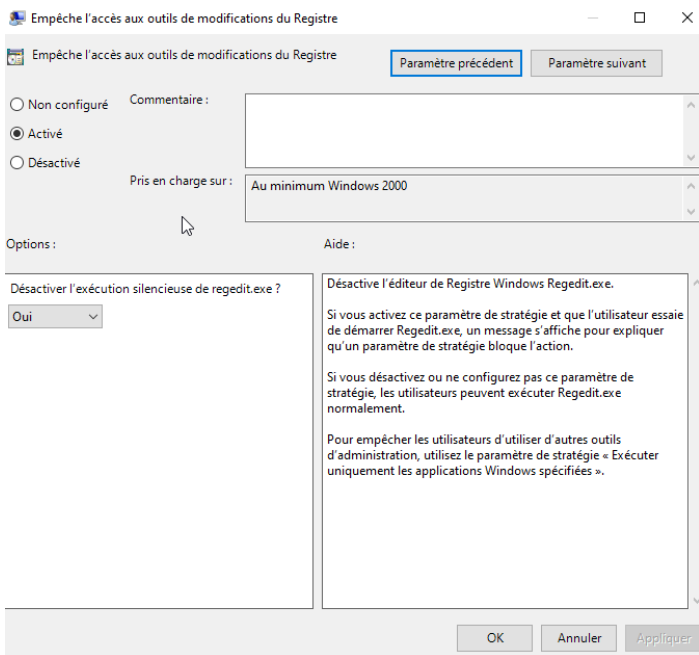 Empêche l'accès aux outils de modifications du Registre
Empêche l'accès aux outils de modifications du Registre
Paramètre précédent
Paramètre suivant
Non configuré
Commentaire :
Activé
Désactivé
Pris en charge sur :
Au minimum Windows 2000
Options :
Aide :
Désactiver l'exécution silencieuse de regedit.exe ?
Oui
Désactive l'éditeur de Registre Windows Regedit.exe.
Si vous activez ce paramètre de stratégie et que l'utilisateur essaie
de démarrer Regedit.exe, un message s'affiche pour expliquer
qu'un paramètre de stratégie bloque l'action.
Si vous désactivez ou ne configurez pas ce paramètre de
stratégie, les utilisateurs peuvent exécuter Regedit.exe
normalement.
Pour empêcher les utilisateurs d'utiliser d'autres outils
d'administration, utilisez le paramètre de stratégie « Exécuter
uniquement les applications Windows spécifiées ».
OK
Annuler
Appliquer